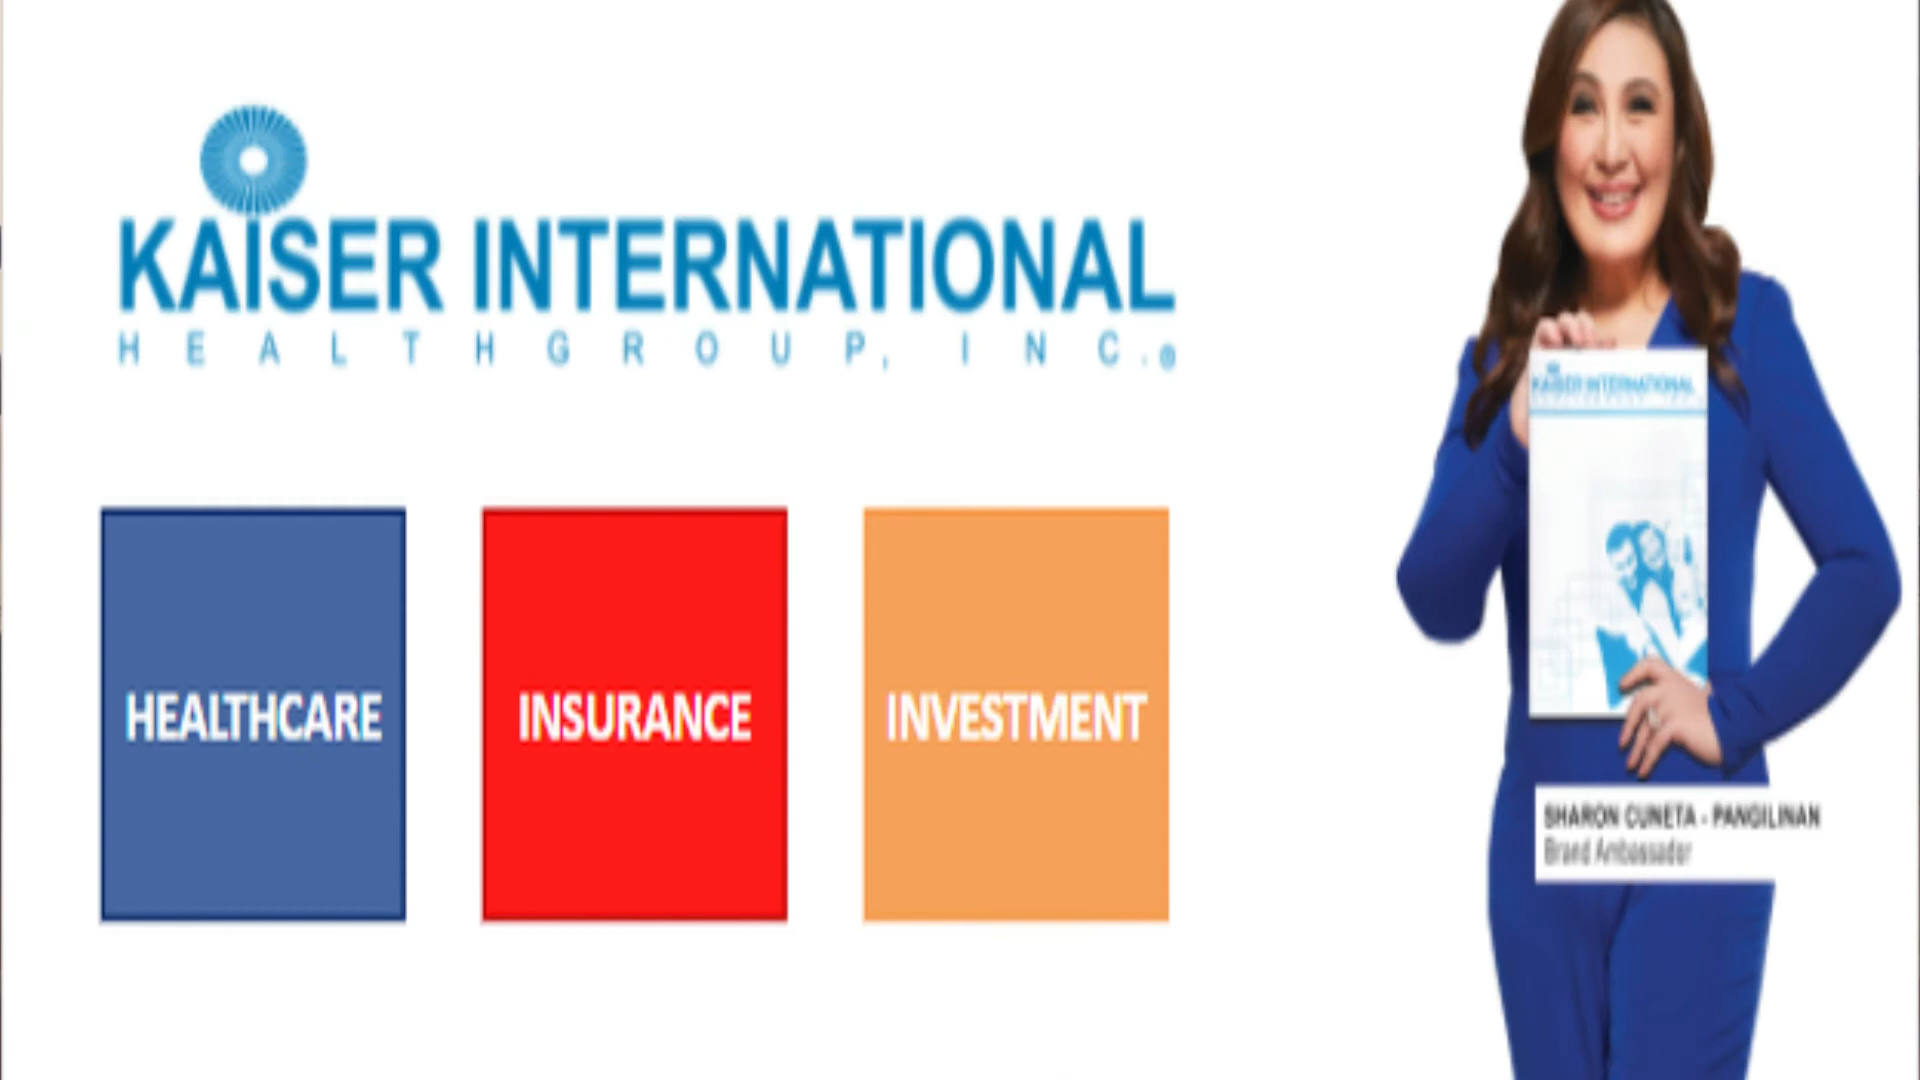 KAISER INTERNATIONAL
HEALTHGROUP, INC.®
HEALTHCARE
INSURANCE
INVESTMENT
KAISER INTERNATIONAL
SHARON CUNETA - PANGILINAN
Brand Ambassador